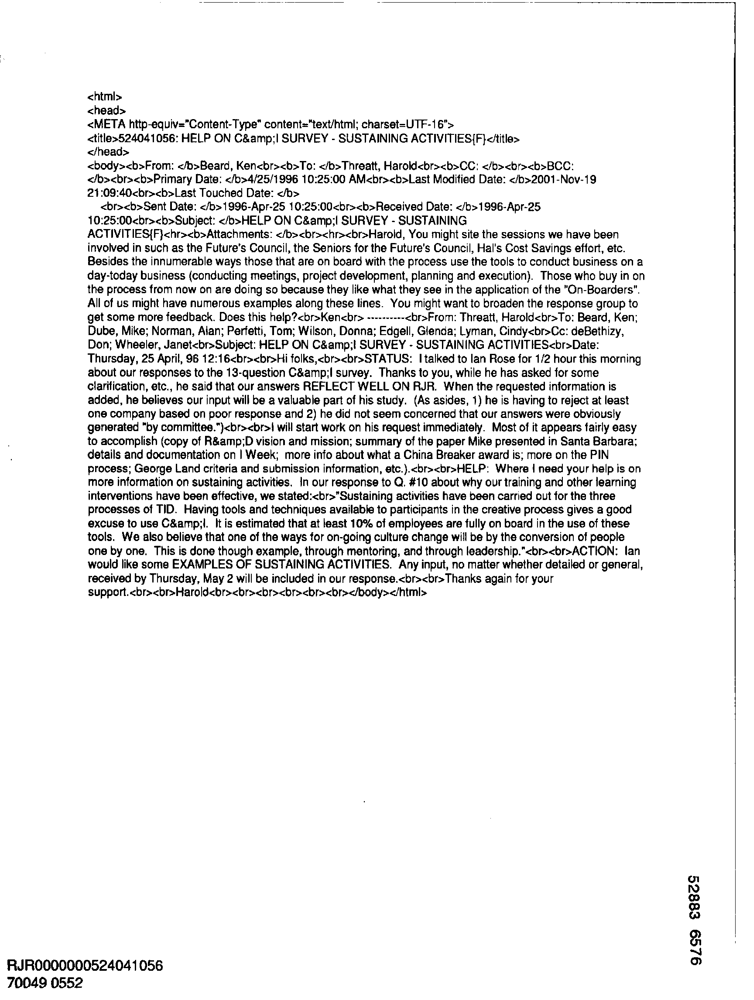 <html>
<head>
<META http-equiv="Content-Type" content="text/html; charset=UTF-16">
<title>524041056: HELP ON C&amp;I SURVEY - SUSTAINING ACTIVITIES{F}</title>
</head>
<body><b>From: </b>Beard, Ken<br><b>To: </b>Threatt, Harold<br><b>CC: </b><br><b>BCC:
</b><br><b>Primary Date: </b>4/25/1996 10:25:00 AM<br><b>Last Modified Date: </b>2001-Nov-19
21:09:40<br><b>Last Touched Date: </b>
<br><b>Sent Date: </b>1996-Apr-25 10:25:00<br><b>Received Date: </b>1996-Apr-25
10:25:00<br><b>Subject: </b>HELP ON C&amp;I SURVEY - SUSTAINING
ACTIVITIES{F}<hr><b>Attachments: </b><br><hr><br>Harold, You might site the sessions we have been
involved in such as the Future's Council, the Seniors for the Future's Council, Hal's Cost Savings effort, etc.
Besides the innumerable ways those that are on board with the process use the tools to conduct business on a
day-today business (conducting meetings, project development, planning and execution). Those who buy in on
the process from now on are doing so because they like what they see in the application of the "On-Boarders".
All of us might have numerous examples along these lines. You might want to broaden the response group to
get some more feedback. Does this help?<br>Ken<br> ----------<br>From: Threatt, Harold<br>To: Beard, Ken;
Dube, Mike; Norman, Alan; Perfetti, Tom; Wilson, Donna; Edgell, Glenda; Lyman, Cindy<br>Cc: deBethizy,
Don; Wheeler, Janet<br>Subject: HELP ON C&amp;I SURVEY - SUSTAINING ACTIVITIES<br>Date:
Thursday, 25 April, 96 12:16<br><br>Hi folks,<br><br>STATUS: I talked to Ian Rose for 1/2 hour this morning
about our responses to the 13-question C&amp;I survey. Thanks to you, while he has asked for some
clarification, etc., he said that our answers REFLECT WELL ON RJR. When the requested information is
added, he believes our input will be a valuable part of his study. (As asides, 1) he is having to reject at least
one company based on poor response and 2) he did not seem concerned that our answers were obviously
generated "by committee.")<br><br>I will start work on his request immediately. Most of it appears fairly easy
to accomplish (copy of R&amp;D vision and mission; summary of the paper Mike presented in Santa Barbara;
details and documentation on I Week; more info about what a China Breaker award is; more on the PIN
process; George Land criteria and submission information, etc.).<br><br>HELP: Where I need your help is on
more information on sustaining activities. In our response to Q. #10 about why our training and other learning
interventions have been effective, we stated:<br>"Sustaining activities have been carried out for the three
processes of TID. Having tools and techniques available to participants in the creative process gives a good
excuse to use C&amp;I. It is estimated that at least 10% of employees are fully on board in the use of these
tools. We also believe that one of the ways for on-going culture change will be by the conversion of people
one by one. This is done though example, through mentoring, and through leadership."<br><br>ACTION: Ian
would like some EXAMPLES OF SUSTAINING ACTIVITIES. Any input, no matter whether detailed or general,
received by Thursday, May 2 will be included in our response.<br><br>Thanks again for your
support.<br><br>Harold<br><br><br><br><br><br><br></body></html>
52883 6576
RJR0000000524041056
70049 0552